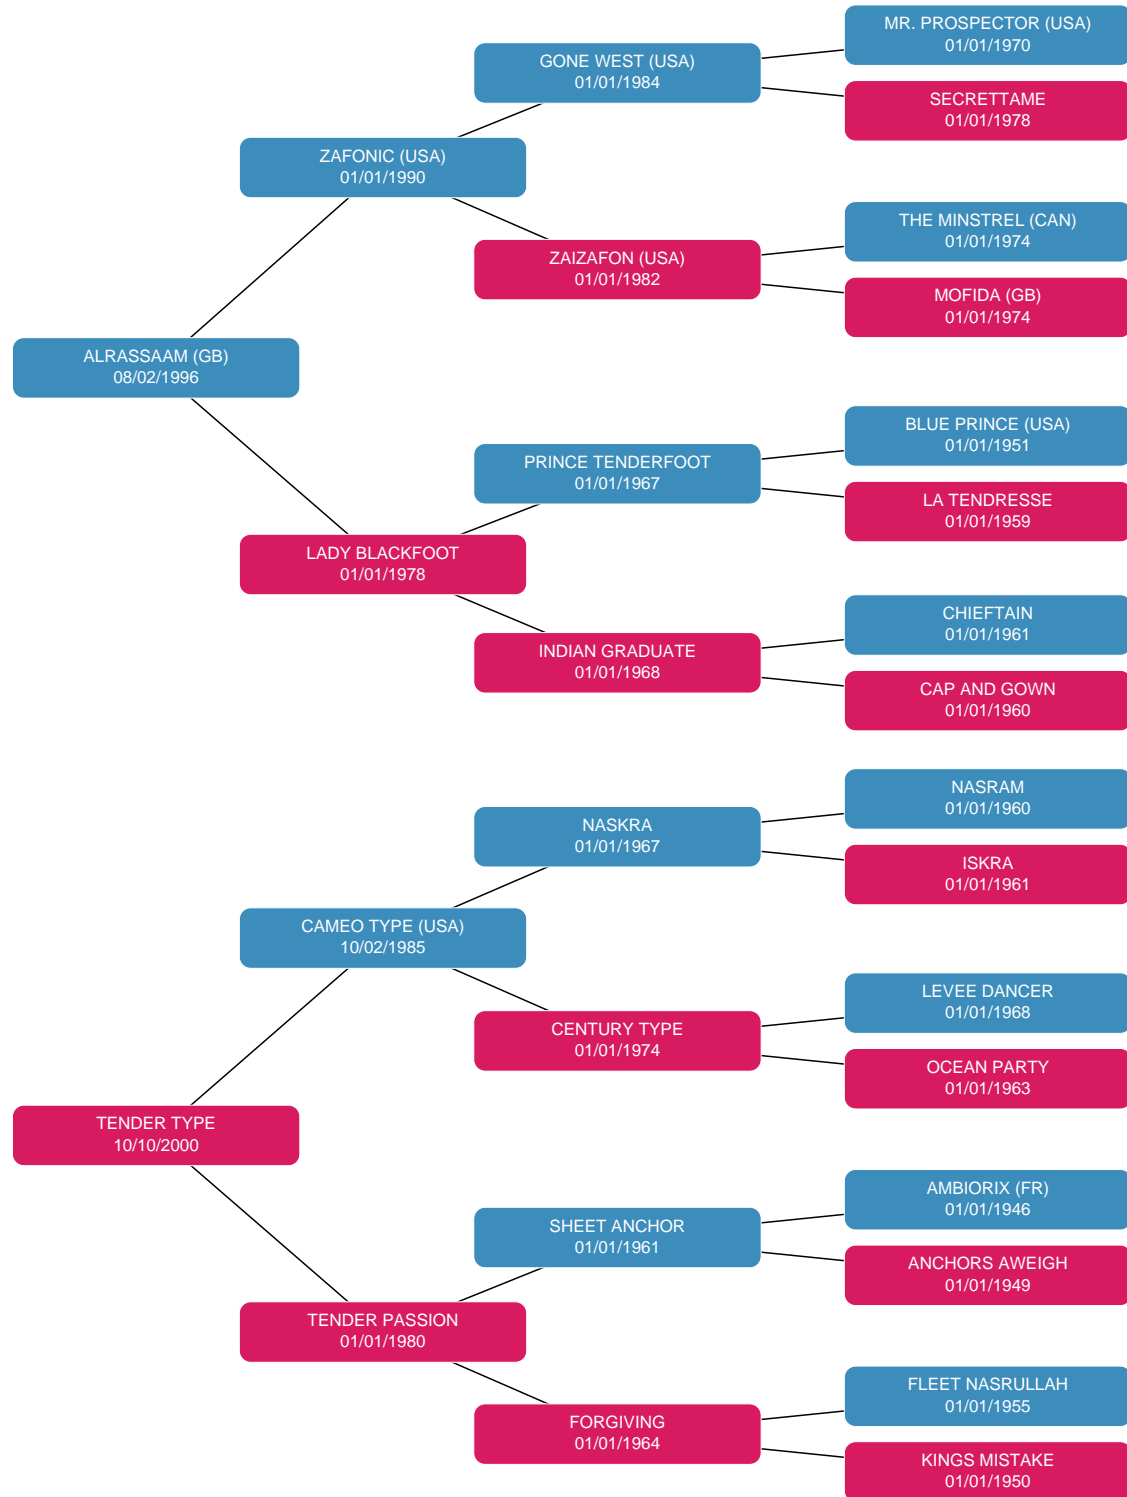 MR. PROSPECTOR (USA)
01/01/1970
GONE WEST (USA)
01/01/1984
SECRETTAME
01/01/1978
ZAFONIC (USA)
01/01/1990
THE MINSTREL (CAN)
01/01/1974
ZAIZAFON (USA)
01/01/1982
MOFIDA (GB)
01/01/1974
ALRASSAAM (GB)
08/02/1996
BLUE PRINCE (USA)
01/01/1951
PRINCE TENDERFOOT
01/01/1967
LA TENDRESSE
01/01/1959
LADY BLACKFOOT
01/01/1978
CHIEFTAIN
01/01/1961
INDIAN GRADUATE
01/01/1968
CAP AND GOWN
01/01/1960
NASRAM
01/01/1960
NASKRA
01/01/1967
ISKRA
01/01/1961
CAMEO TYPE (USA)
10/02/1985
LEVEE DANCER
01/01/1968
CENTURY TYPE
01/01/1974
OCEAN PARTY
01/01/1963
TENDER TYPE
10/10/2000
AMBIORIX (FR)
01/01/1946
SHEET ANCHOR
01/01/1961
ANCHORS AWEIGH
01/01/1949
TENDER PASSION
01/01/1980
FLEET NASRULLAH
01/01/1955
FORGIVING
01/01/1964
KINGS MISTAKE
01/01/1950